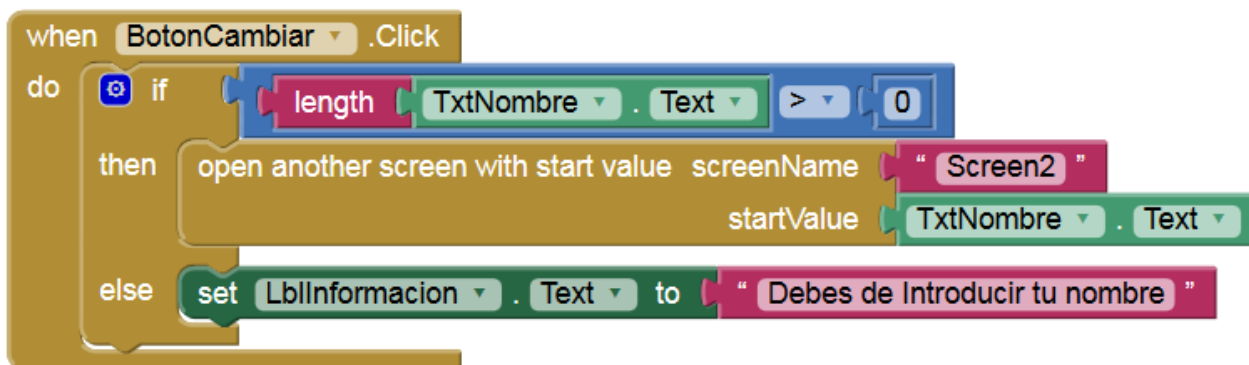 when BotonCambiar .Click
do if length TxtNombre . Text > 0
then open another screen with start value screenName " Screen2 "
startValue TxtNombre . Text
else set LblInformacion . Text to " Debes de Introducir tu nombre "